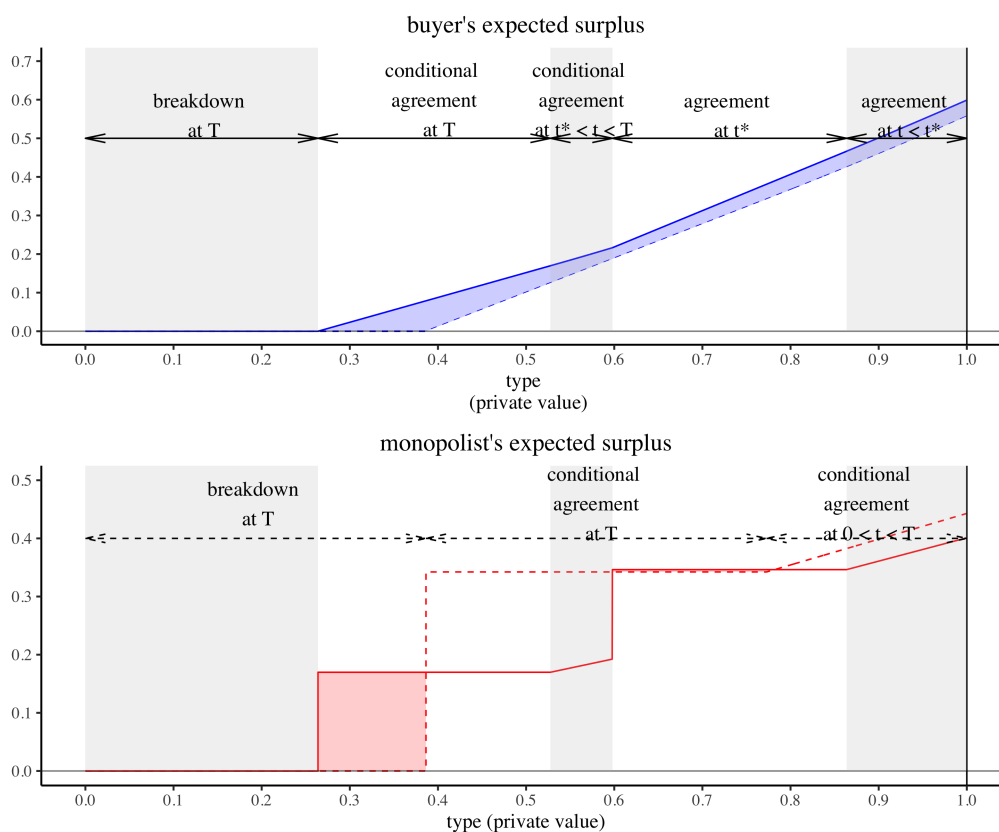 buyer's expected surplus
0.7
0.6
0.5
0.4
0.3
0.2
0.1
0.0
breakdown
at T
conditional
agreement
at T
conditional
agreement
at t* < t < T
agreement
at t*
agreement
at t < t*
0.0 0.1 0.2 0.3 0.4 0.5 0.6 0.7 0.8 0.9 1.0
type
(private value)
monopolist's expected surplus
0.5
0.4
0.3
0.2
0.1
0.0
breakdown
at T
conditional
agreement
at T
conditional
agreement
at 0 < t < T
0.0 0.1 0.2 0.3 0.4 0.5 0.6 0.7 0.8 0.9 1.0
type (private value)